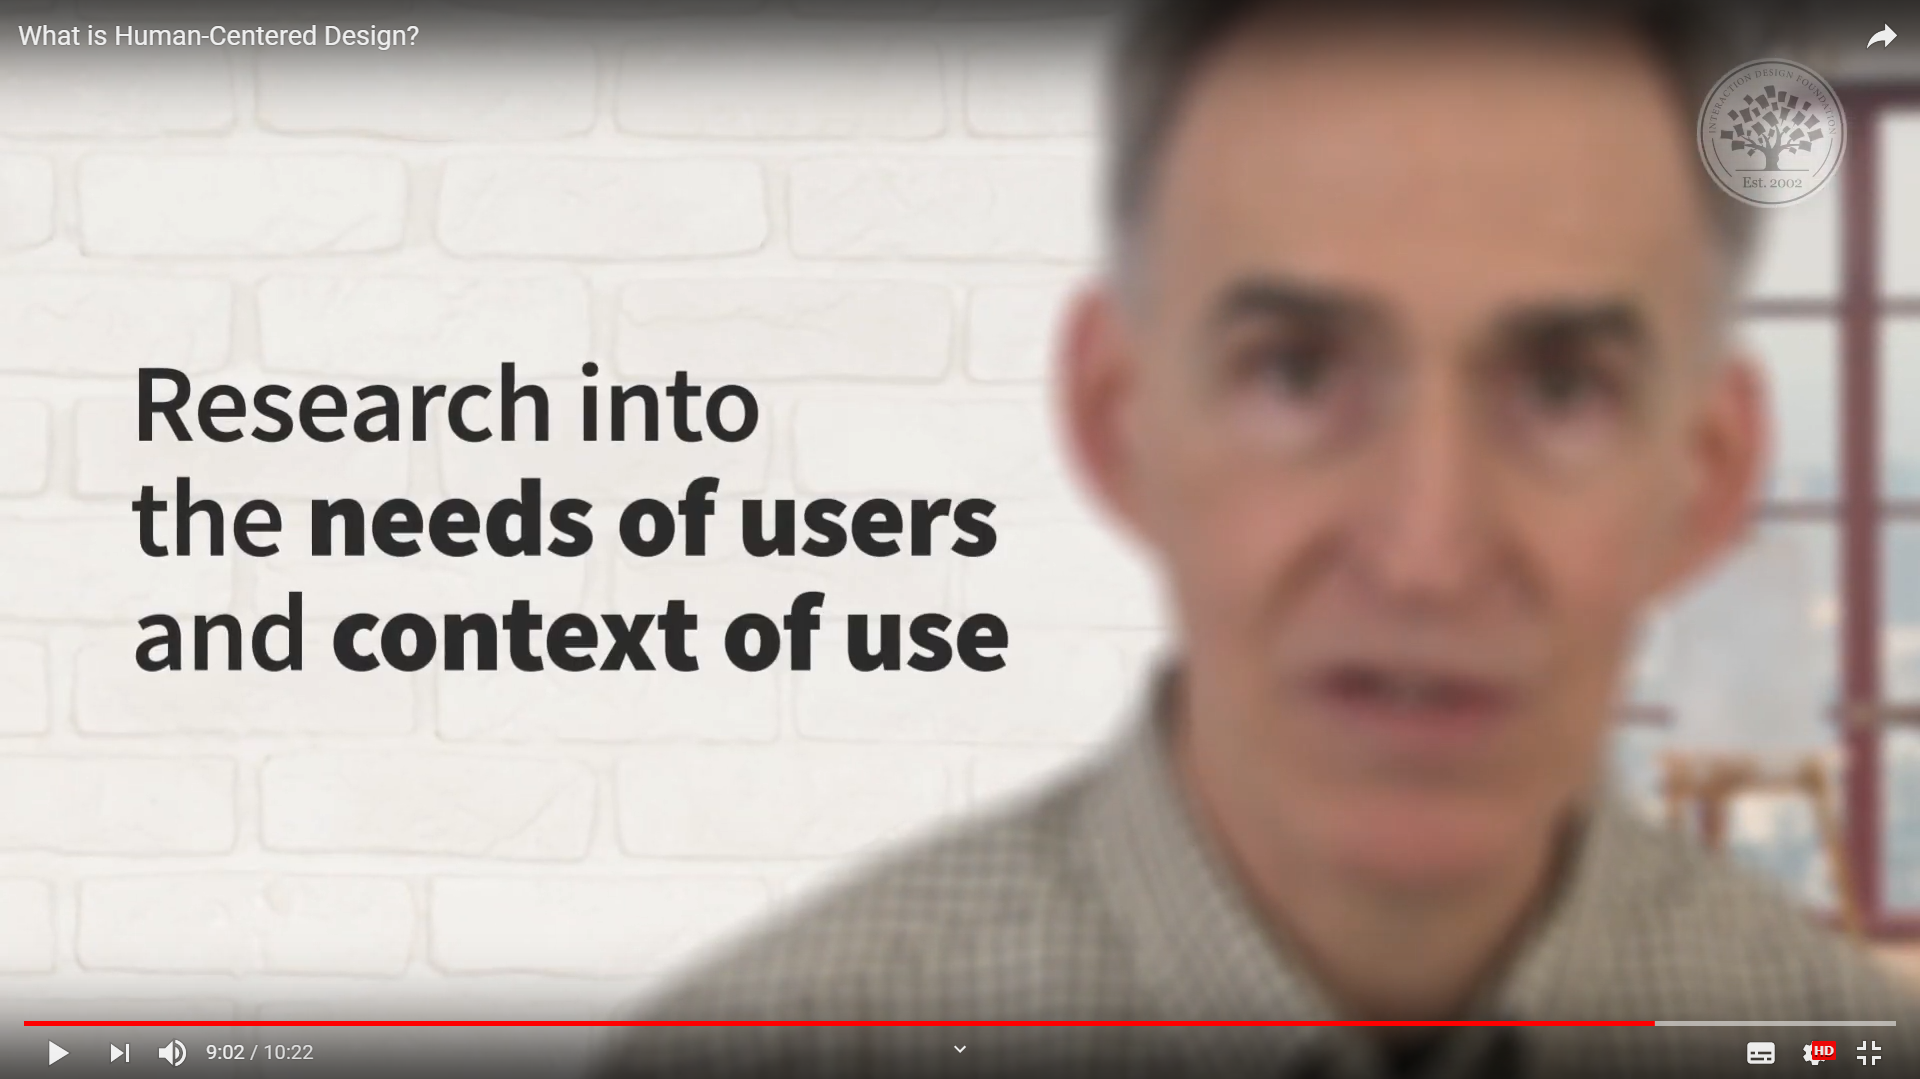 What is Human-Centered Design?
INTERACTION DESIGN FOUNDATION
Est. 2002
Research into
the needs of users
and context of use
9:02 / 10:22
HD